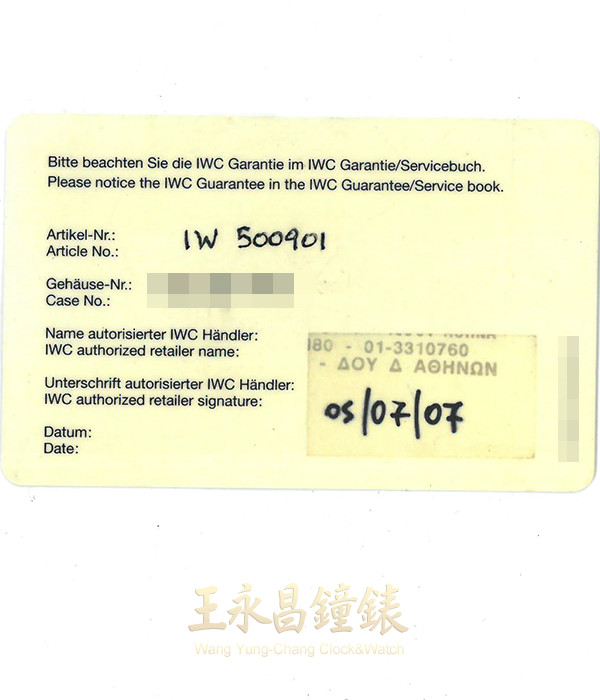 Bitte beachten Sie die IWC Garantie im IWC Garantie/Servicebuch.
Please notice the IWC Guarantee in the IWC Guarantee/Service book.
Artikel-Nr.:
Article No.:
IW 500901
Gehäuse-Nr.:
Case No.:
Name autorisierter IWC Händler:
IWC authorized retailer name:
80 - 01-3310760
- ΔΟΥ Δ ΑΘΗΝΩΝ
Unterschrift autorisierter IWC Händler:
IWC authorized retailer signature:
05/07/07
Datum:
Date:
王永昌鐘錶
Wang Yung-Chang Clock&Watch